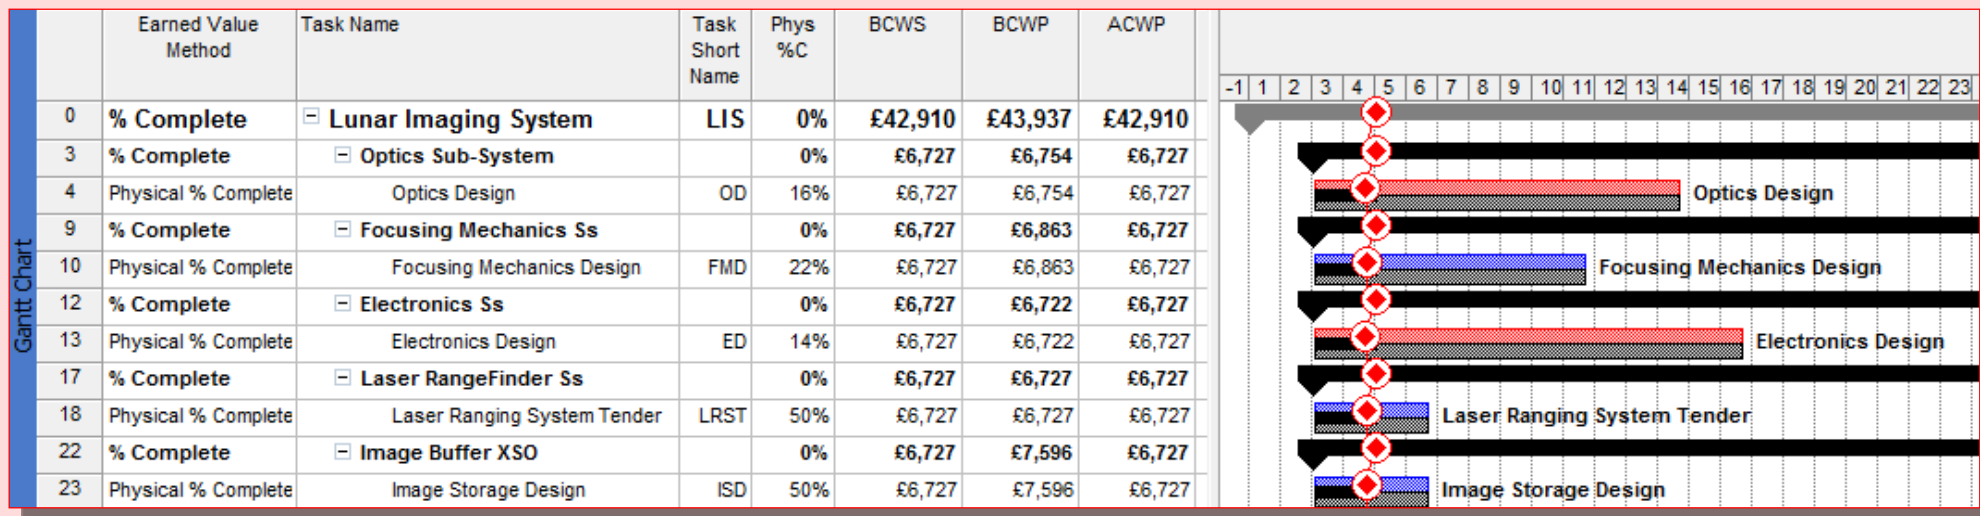 Gantt Chart
Earned Value Method Task Name Task Short Name Phys %C BCWS BCWP ACWP
-1 1 2 3 4 5 6 7 8 9 10 11 12 13 14 15 16 17 18 19 20 21 22 23
0 % Complete Lunar Imaging System LIS 0% £42,910 £43,937 £42,910
3 % Complete Optics Sub-System 0% £6,727 £6,754 £6,727
4 Physical % Complete Optics Design OD 16% £6,727 £6,754 £6,727 Optics Design
9 % Complete Focusing Mechanics Ss 0% £6,727 £6,863 £6,727
10 Physical % Complete Focusing Mechanics Design FMD 22% £6,727 £6,863 £6,727 Focusing Mechanics Design
12 % Complete Electronics Ss 0% £6,727 £6,722 £6,727
13 Physical % Complete Electronics Design ED 14% £6,727 £6,722 £6,727 Electronics Design
17 % Complete Laser RangeFinder Ss 0% £6,727 £6,727 £6,727
18 Physical % Complete Laser Ranging System Tender LRST 50% £6,727 £6,727 £6,727 Laser Ranging System Tender
22 % Complete Image Buffer XSO 0% £6,727 £7,596 £6,727
23 Physical % Complete Image Storage Design ISD 50% £6,727 £7,596 £6,727 Image Storage Design